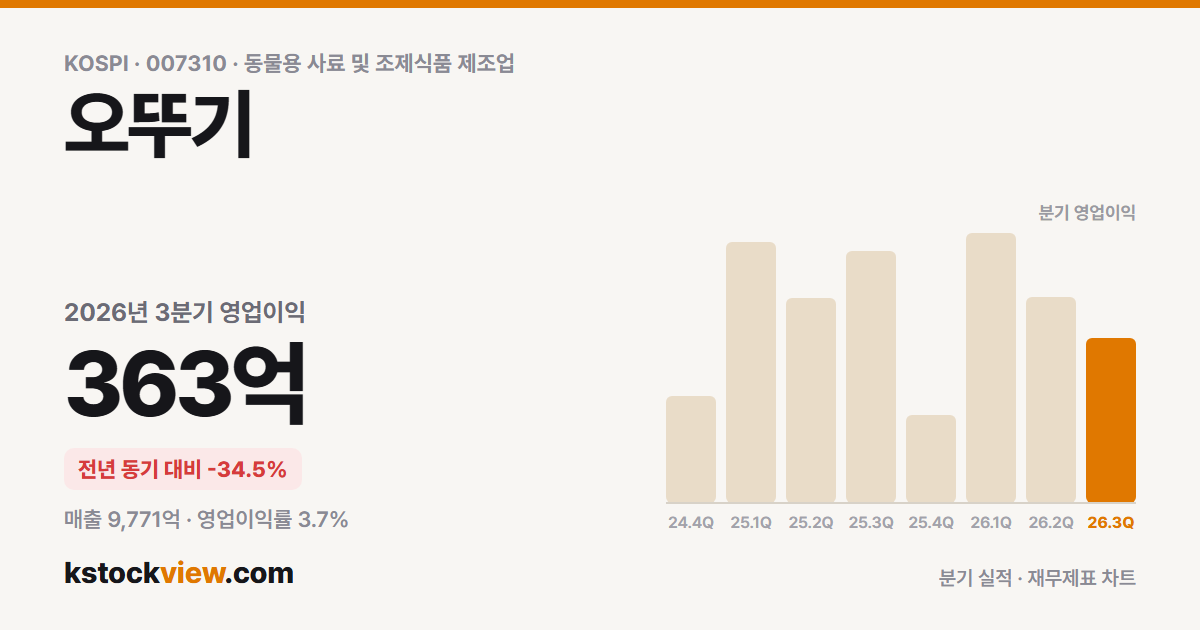 KOSPI · 007310 · 동물용 사료 및 조제식품 제조업
오뚜기
2026년 3분기 영업이익
363억
전년 동기 대비 -34.5%
매출 9,771억 · 영업이익률 3.7%
kstockview.com
분기 영업이익
24.4Q 25.1Q 25.2Q 25.3Q 25.4Q 26.1Q 26.2Q 26.3Q
분기 실적 · 재무제표 차트